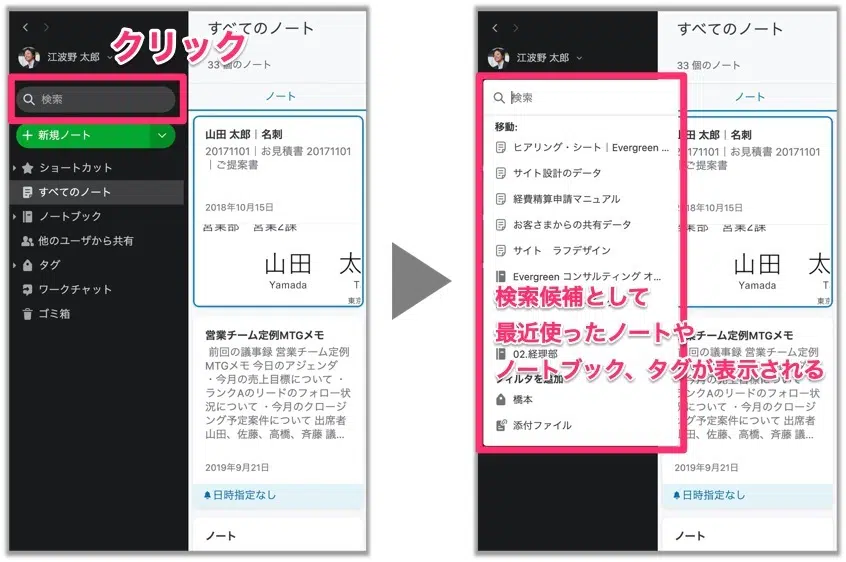 クリック
江波野 太郎
検索
新規ノート
ショートカット
すべてのノート
ノートブック
他のユーザから共有
タグ
ワークチャット
ゴミ箱
すべてのノート
33 個のノート
ノート
山田 太郎｜名刺
20171101｜お見積書 20171101
｜ご提案書
2018年10月15日
営業部 営業2課
山田 太
Yamada T
東京
営業チーム定例MTGメモ
前回の議事録 営業チーム定例
MTGメモ 今日のアジェンダ
・今月の売上目標について ・
ランクAのリードのフォロー状
況について ・今月のクロージ
ング予定案件について 出席者
山田、佐藤、高橋、斉藤 議...
2019年9月21日
日時指定なし
ノート
江波野 太郎
検索
移動:
ヒアリング・シート｜Evergreen ...
サイト設計のデータ
経費精算申請マニュアル
お客さまからの共有データ
サイト ラフデザイン
Evergreen コンサルティング オ...
検索候補として
最近使ったノートや
ノートブック、タグが表示される
02.経理部
フィルタを追加
橋本
添付ファイル
すべてのノート
33 個のノート
ノート
太郎｜名刺
1101｜お見積書 20171101
提案書
年10月15日
営業2課
山田 太
Yamada T
東京
チーム定例MTGメモ
の議事録 営業チーム定例
メモ 今日のアジェンダ
の売上目標について ・
Aのリードのフォロー状
ついて ・今月のクロージ
予定案件について 出席者
、佐藤、高橋、斉藤 議...
2019年9月21日
日時指定なし
ノート